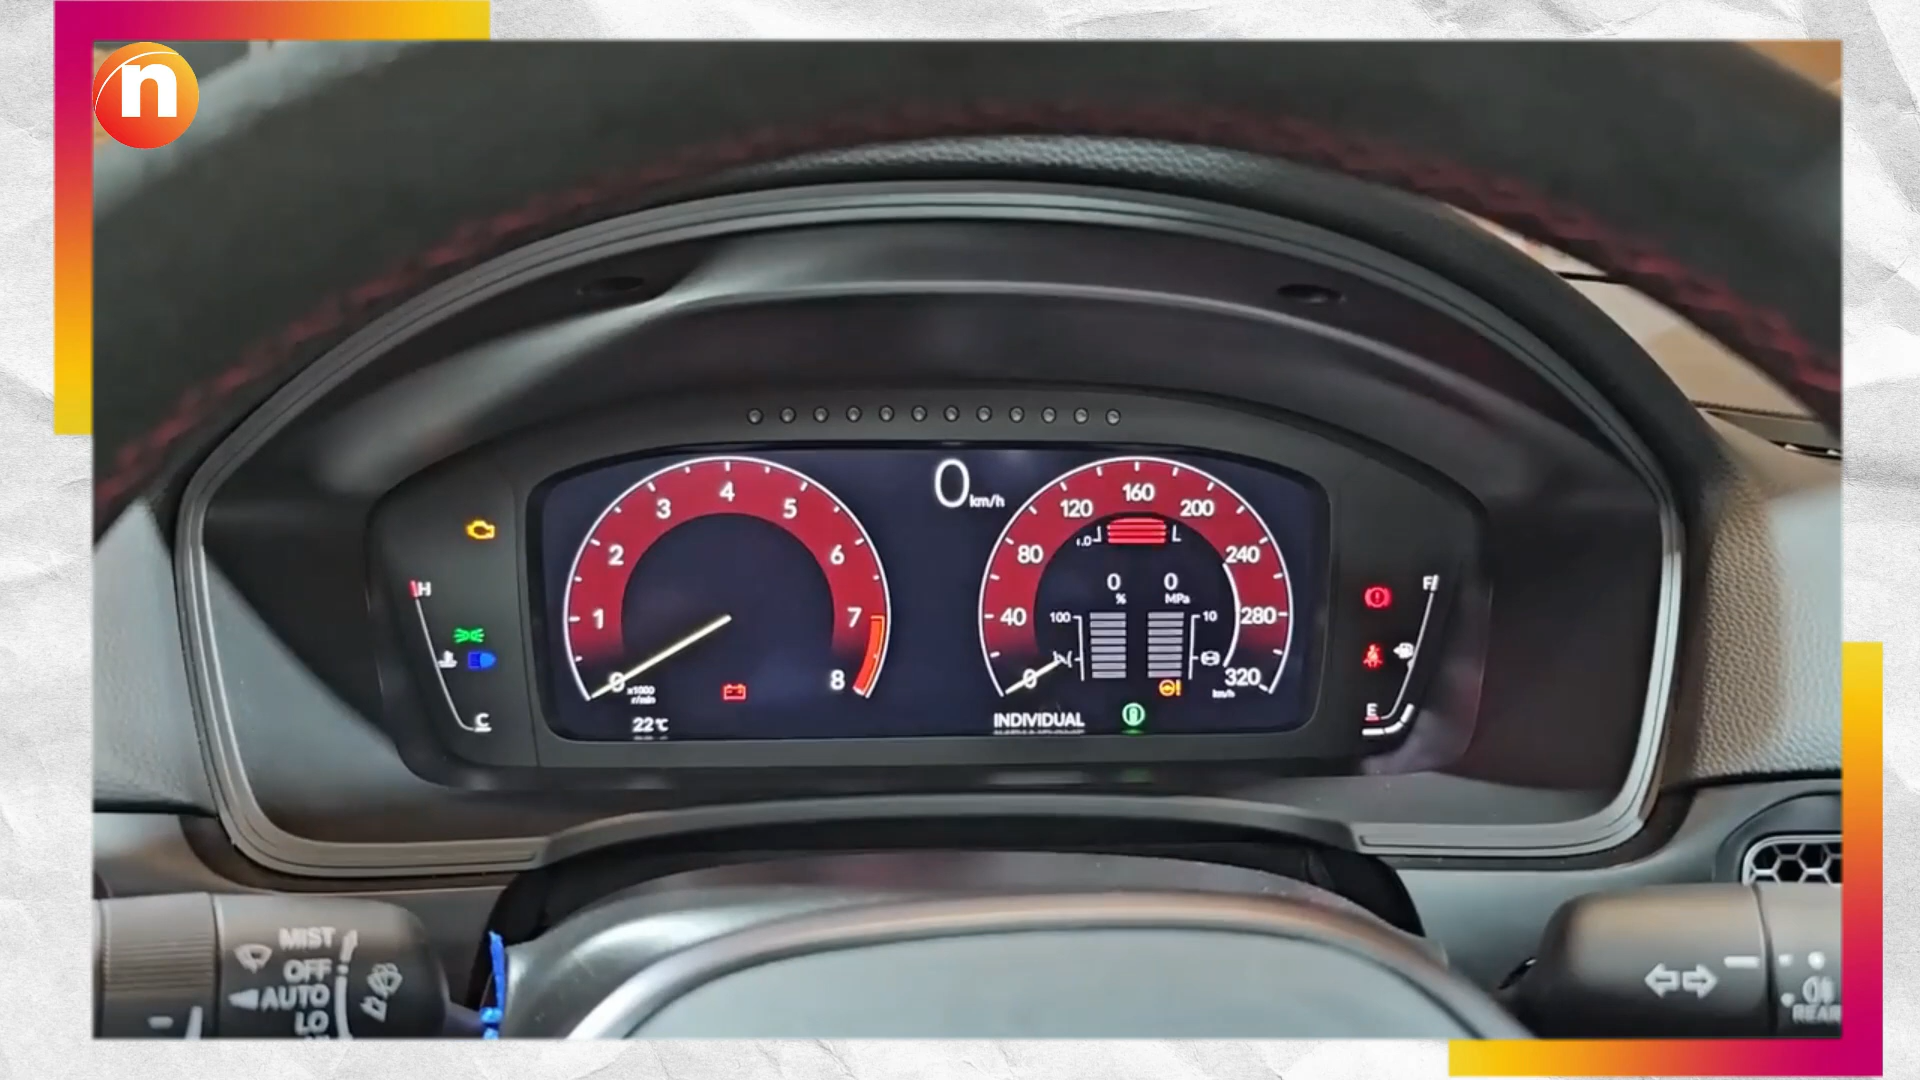 n
0 km/h
H
C
0
1
2
3
4
5
6
7
8
x1000
r/min
22℃
0
40
80
120
160
200
240
280
320
km/h
0
%
0
MPa
100
10
INDIVIDUAL
F
E
MIST
OFF
AUTO
LO
REAR